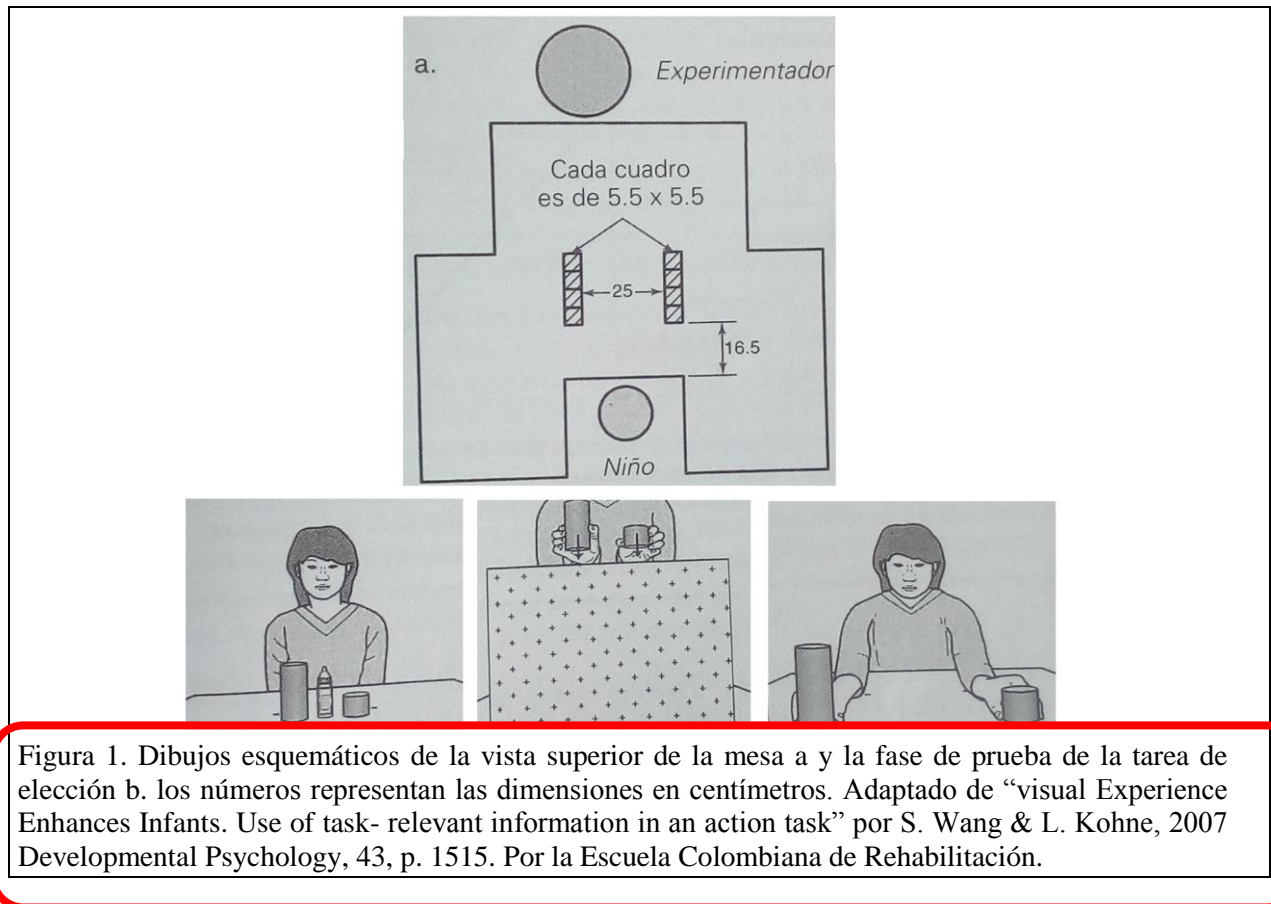 a.
Experimentador
Cada cuadro
es de 5.5 x 5.5
25
16.5
Niño
Figura 1. Dibujos esquemáticos de la vista superior de la mesa a y la fase de prueba de la tarea de
elección b. los números representan las dimensiones en centímetros. Adaptado de “visual Experience
Enhances Infants. Use of task- relevant information in an action task” por S. Wang & L. Kohne, 2007
Developmental Psychology, 43, p. 1515. Por la Escuela Colombiana de Rehabilitación.